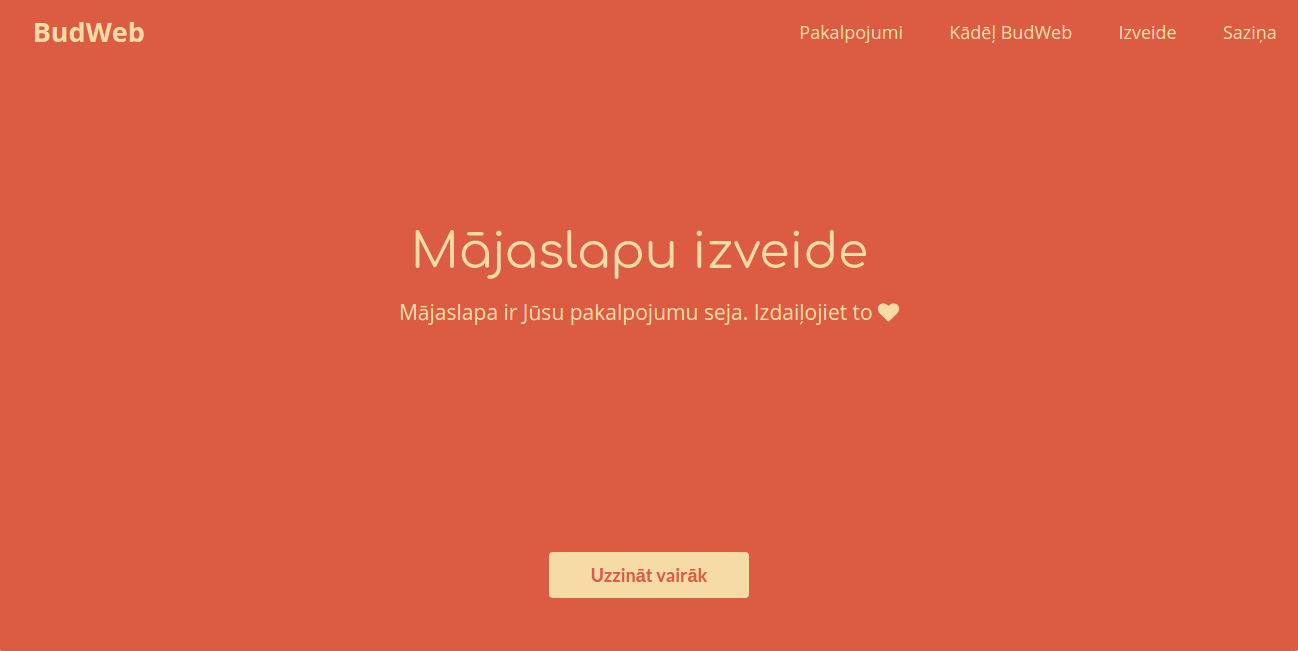 BudWeb
Pakalpojumi Kādēļ BudWeb Izveide Saziņa
Mājaslapu izveide
Mājaslapa ir Jūsu pakalpojumu seja. Izdaiļojiet to
Uzzināt vairāk